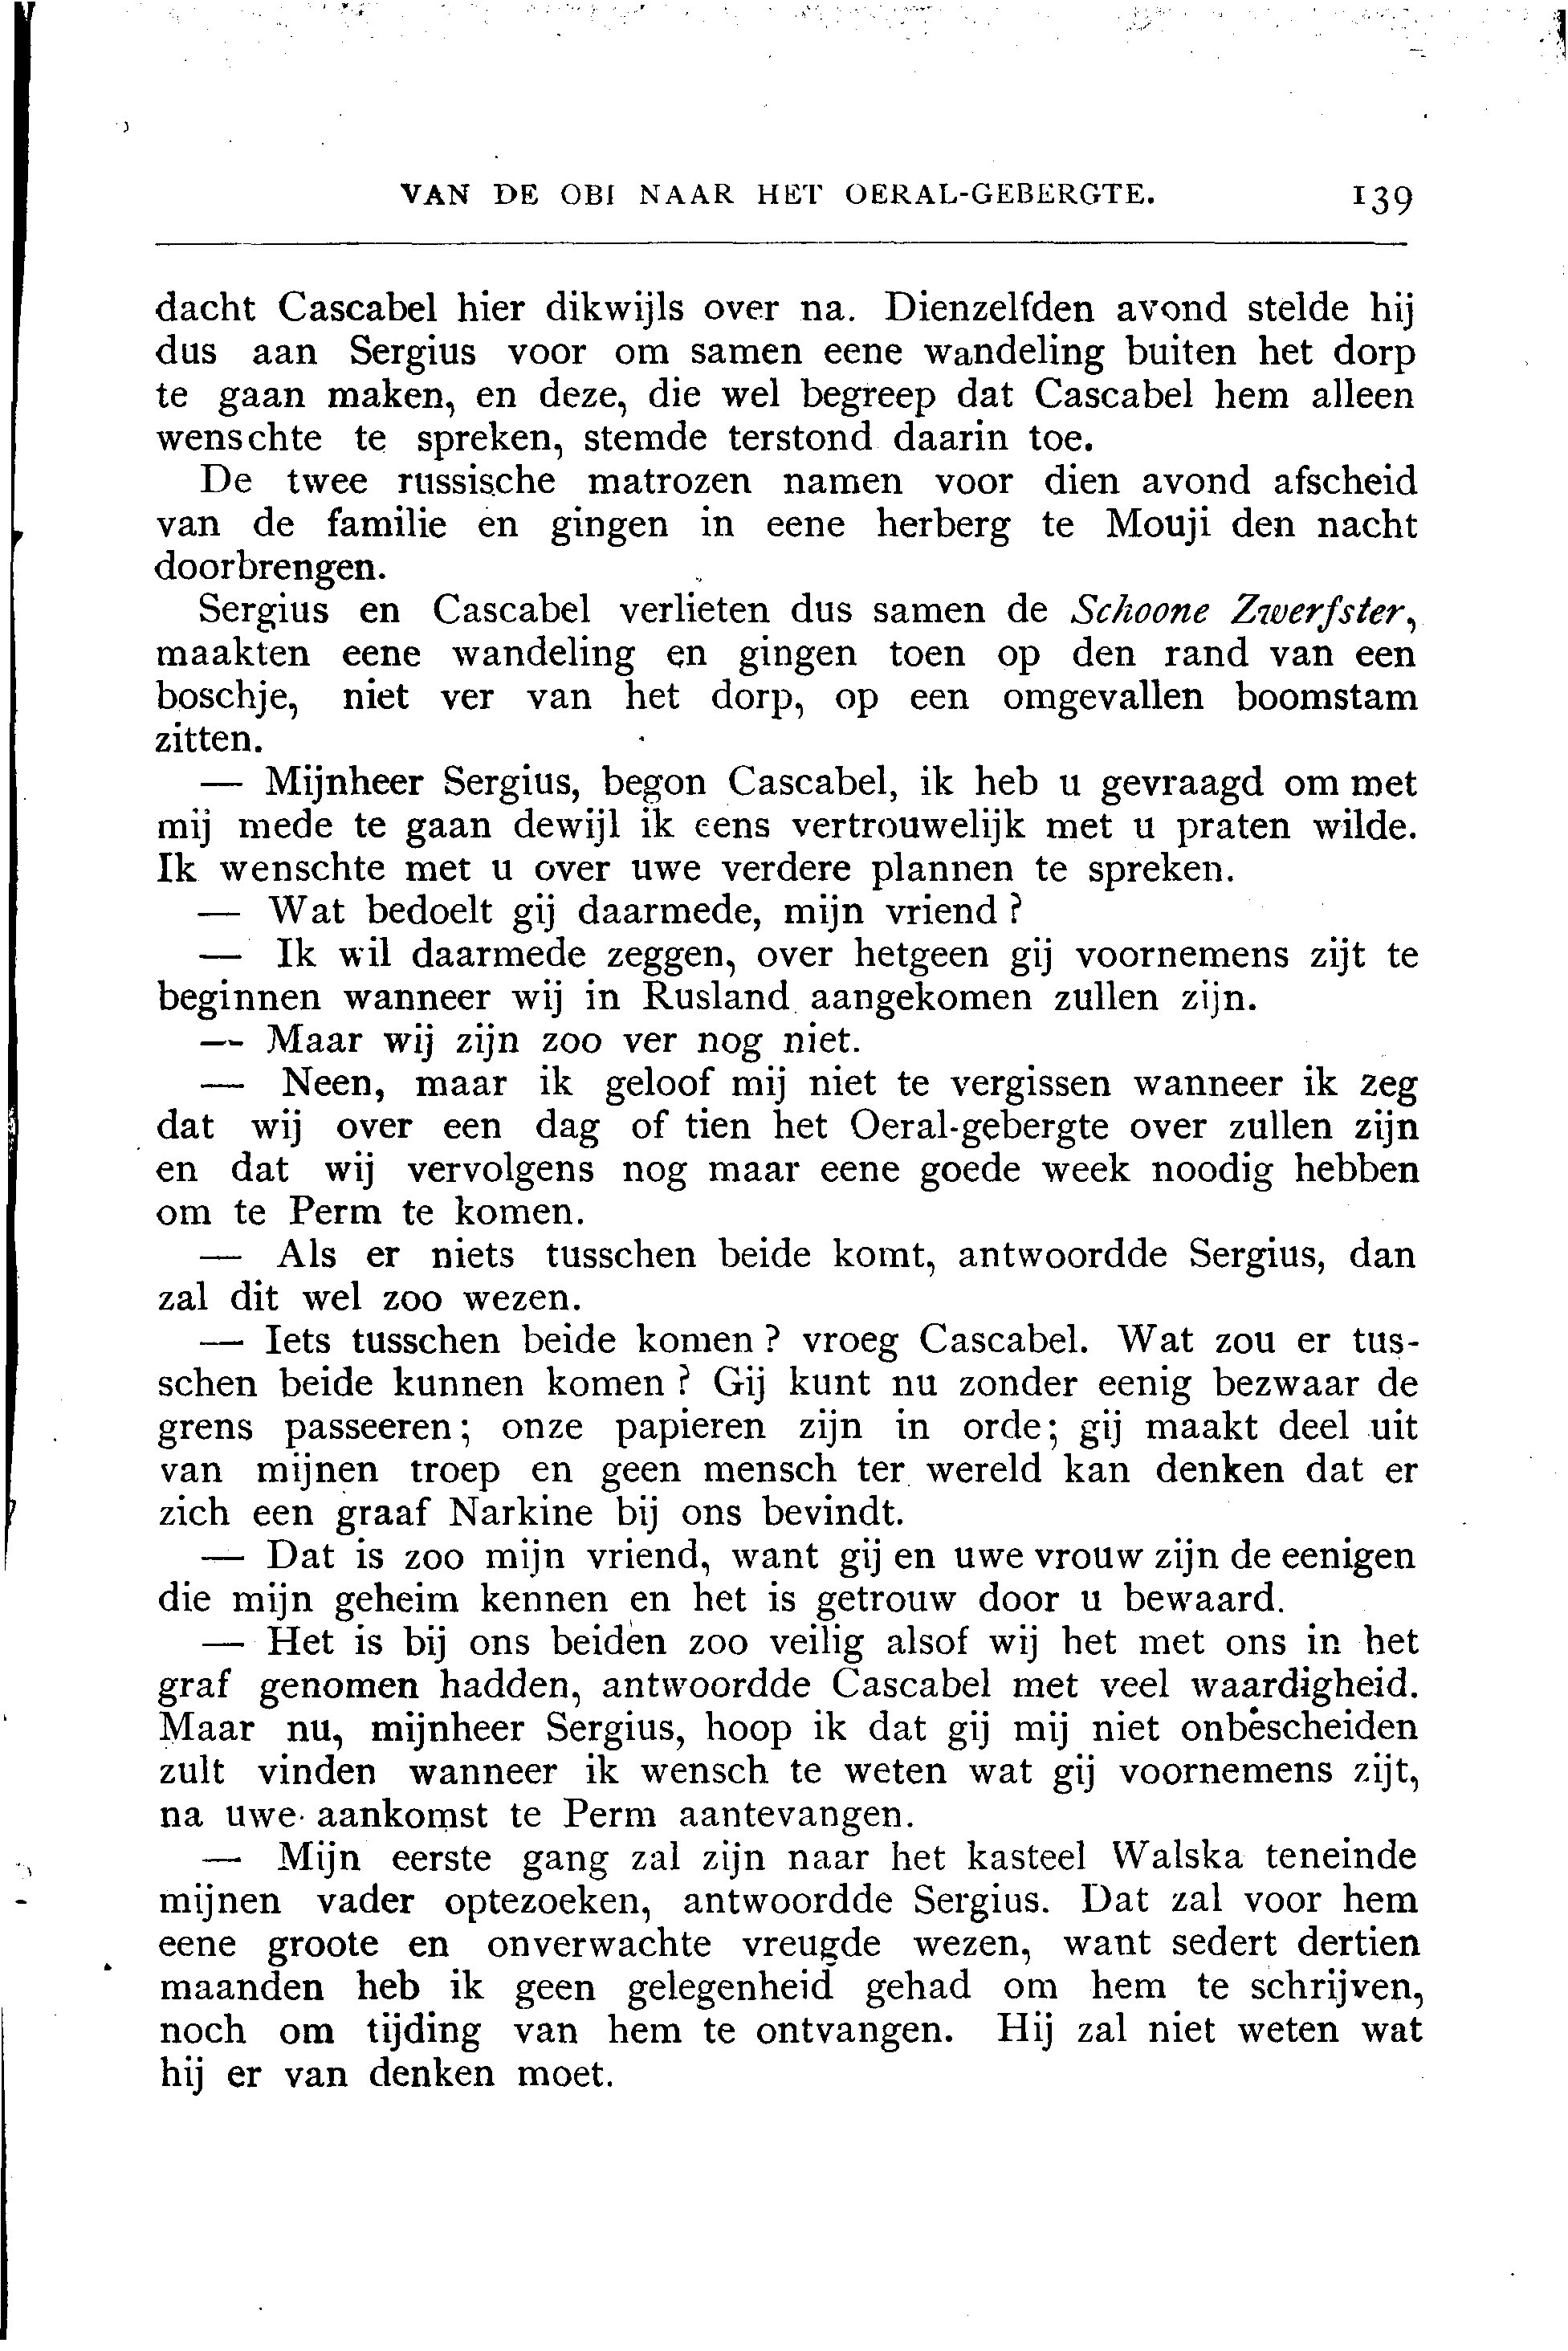 VAN DE OBI NAAR HET OERAL-GEBERGTE. 139
dacht Cascabel hier dikwijls over na. Dienzelfden avond stelde hij
dus aan Sergius voor om samen eene wandeling buiten het dorp
te gaan maken, en deze, die wel begreep dat Cascabel hem alleen
wenschte te spreken, stemde terstond daarin toe.
De twee russische matrozen namen voor dien avond afscheid
van de familie en gingen in eene herberg te Mouji den nacht
doorbrengen.
Sergius en Cascabel verlieten dus samen de Schoone Zwerfster,
maakten eene wandeling en gingen toen op den rand van een
boschje, niet ver van het dorp, op een omgevallen boomstam
zitten.
— Mijnheer Sergius, begon Cascabel, ik heb u gevraagd om met
mij mede te gaan dewijl ik eens vertrouwelijk met u praten wilde.
Ik wenschte met u over uwe verdere plannen te spreken.
— Wat bedoelt gij daarmede, mijn vriend?
— Ik wil daarmede zeggen, over hetgeen gij voornemens zijt te
beginnen wanneer wij in Rusland aangekomen zullen zijn.
— Maar wij zijn zoo ver nog niet.
— Neen, maar ik geloof mij niet te vergissen wanneer ik zeg
dat wij over een dag of tien het Oeral-gebergte over zullen zijn
en dat wij vervolgens nog maar eene goede week noodig hebben
om te Perm te komen.
— Als er niets tusschen beide komt, antwoordde Sergius, dan
zal dit wel zoo wezen.
— Iets tusschen beide komen? vroeg Cascabel. Wat zou er tus-
schen beide kunnen komen? Gij kunt nu zonder eenig bezwaar de
grens passeeren; onze papieren zijn in orde; gij maakt deel uit
van mijnen troep en geen mensch ter wereld kan denken dat er
zich een graaf Narkine bij ons bevindt.
— Dat is zoo mijn vriend, want gij en uwe vrouw zijn de eenigen
die mijn geheim kennen en het is getrouw door u bewaard.
— Het is bij ons beiden zoo veilig alsof wij het met ons in het
graf genomen hadden, antwoordde Cascabel met veel waardigheid.
Maar nu, mijnheer Sergius, hoop ik dat gij mij niet onbescheiden
zult vinden wanneer ik wensch te weten wat gij voornemens zijt,
na uwe aankomst te Perm aantevangen.
— Mijn eerste gang zal zijn naar het kasteel Walska teneinde
mijnen vader optezoeken, antwoordde Sergius. Dat zal voor hem
eene groote en onverwachte vreugde wezen, want sedert dertien
maanden heb ik geen gelegenheid gehad om hem te schrijven,
noch om tijding van hem te ontvangen. Hij zal niet weten wat
hij er van denken moet.